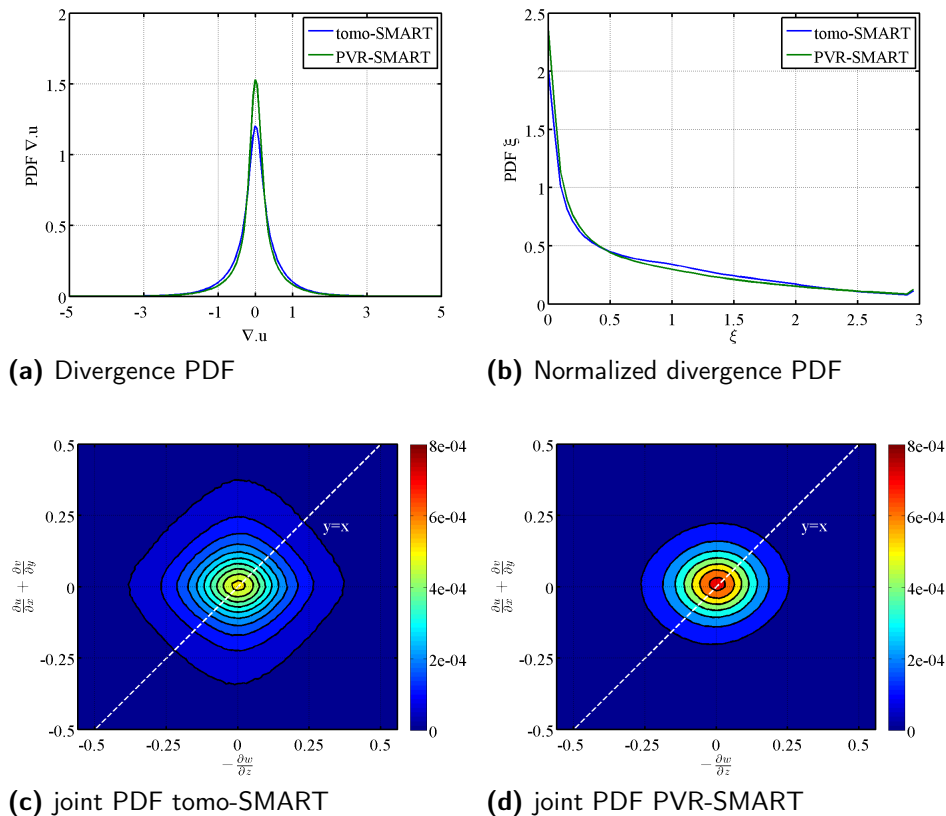 2
1.5
1
0.5
0
PDF ∇.u
-5
-3
-1
0
1
3
5
∇.u
tomo-SMART
PVR-SMART
(a) Divergence PDF
2.5
2
1.5
1
0.5
0
PDF ξ
0
0.5
1
1.5
2
2.5
3
ξ
tomo-SMART
PVR-SMART
(b) Normalized divergence PDF
0.5
0.25
0
-0.25
-0.5
∂u/∂x + ∂v/∂y
-0.5
-0.25
0
0.25
0.5
−∂w/∂z
y=x
8e-04
6e-04
4e-04
2e-04
0
(c) joint PDF tomo-SMART
0.5
0.25
0
-0.25
-0.5
∂u/∂x + ∂v/∂y
-0.5
-0.25
0
0.25
0.5
−∂w/∂z
y=x
8e-04
6e-04
4e-04
2e-04
0
(d) joint PDF PVR-SMART